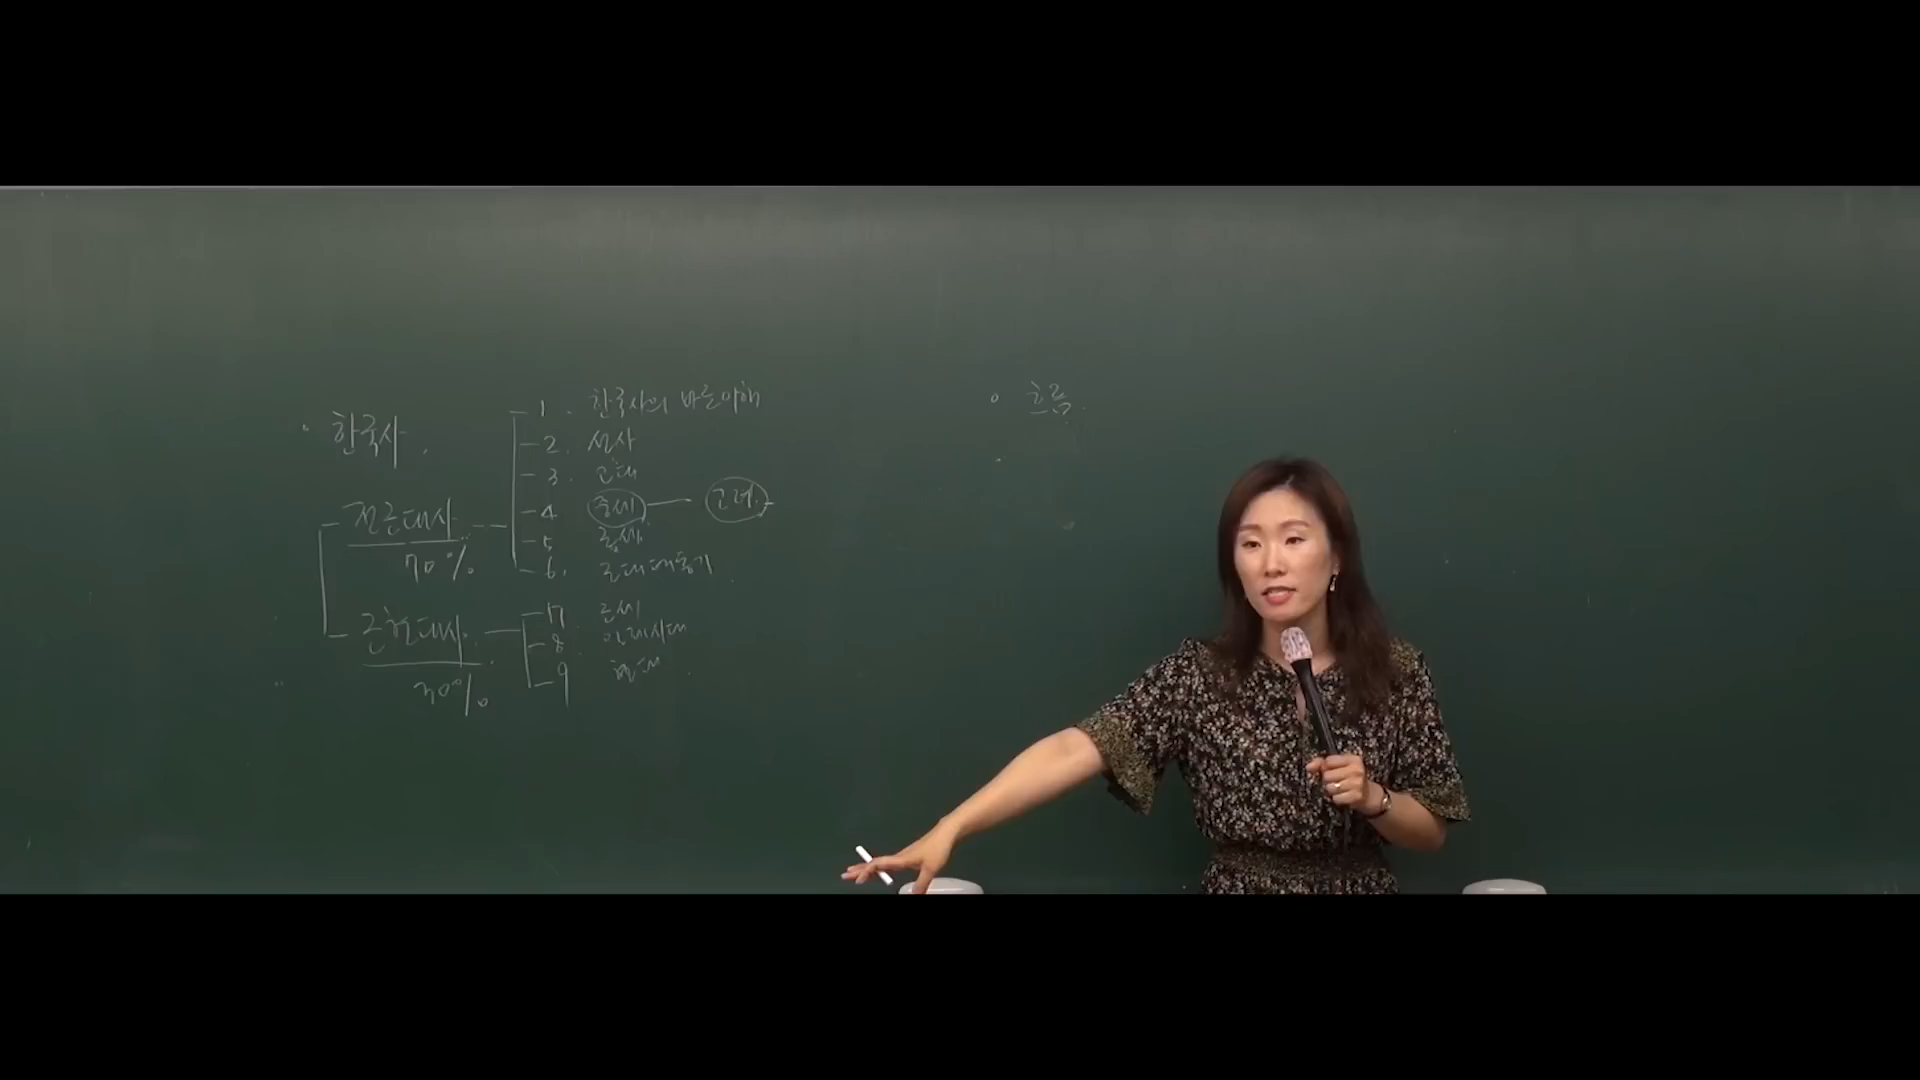 한국사.
전근대사 70%
1. 한국사의 바른이해
2. 선사
3. 고대
4 중세 — 고려.
5 근세.
6. 근대태동기
근현대사. 30%
7 근세
8 일제시대
9 현대
흐름.